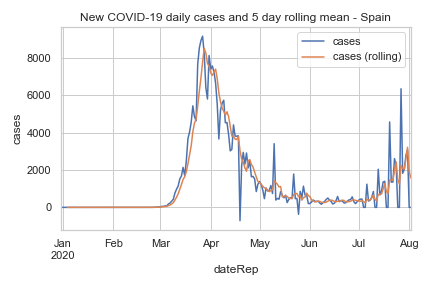 New COVID-19 daily cases and 5 day rolling mean - Spain
cases
cases (rolling)
8000
6000
4000
2000
0
cases
Jan Feb Mar Apr May Jun Jul Aug
2020
dateRep